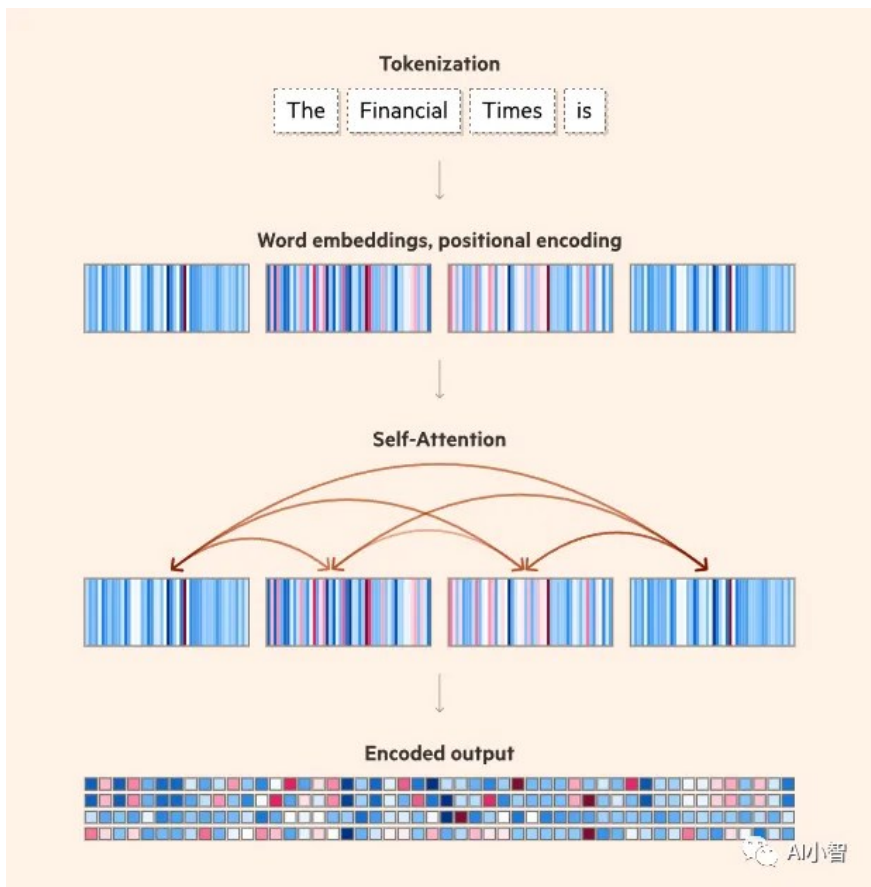 Tokenization
The Financial Times is
Word embeddings, positional encoding
Self-Attention
Encoded output
AI小智